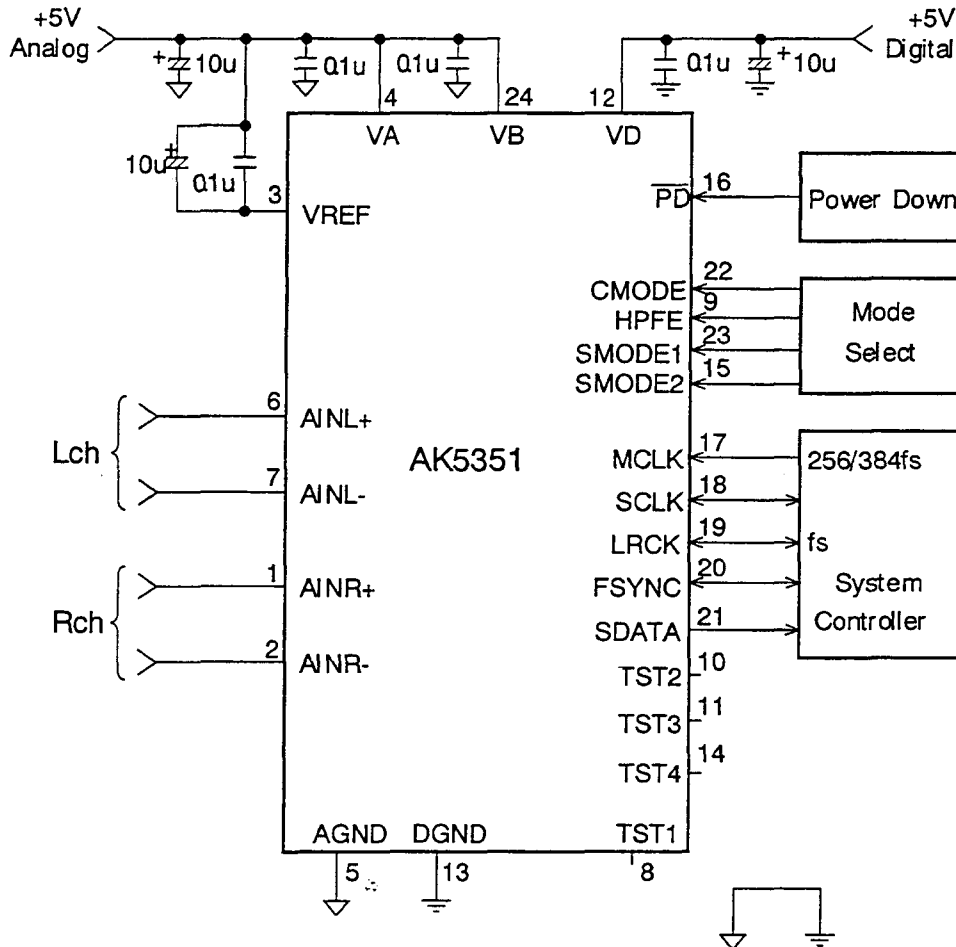 +5V
Analog
+
10u
0.1u
0.1u
0.1u
+
10u
+5V
Digital
4
24
12
VA
VB
VD
+
10u
0.1u
3
VREF
PD
16
Power Down
CMODE
22
HPFE
9
SMODE1
23
SMODE2
15
Mode
Select
Lch
6
AINL+
7
AINL-
AK5351
MCLK
17
256/384fs
SCLK
18
LRCK
19
fs
FSYNC
20
SDATA
21
System
Controller
Rch
1
AINR+
2
AINR-
TST2
10
TST3
11
TST4
14
AGND
DGND
TST1
5
13
8